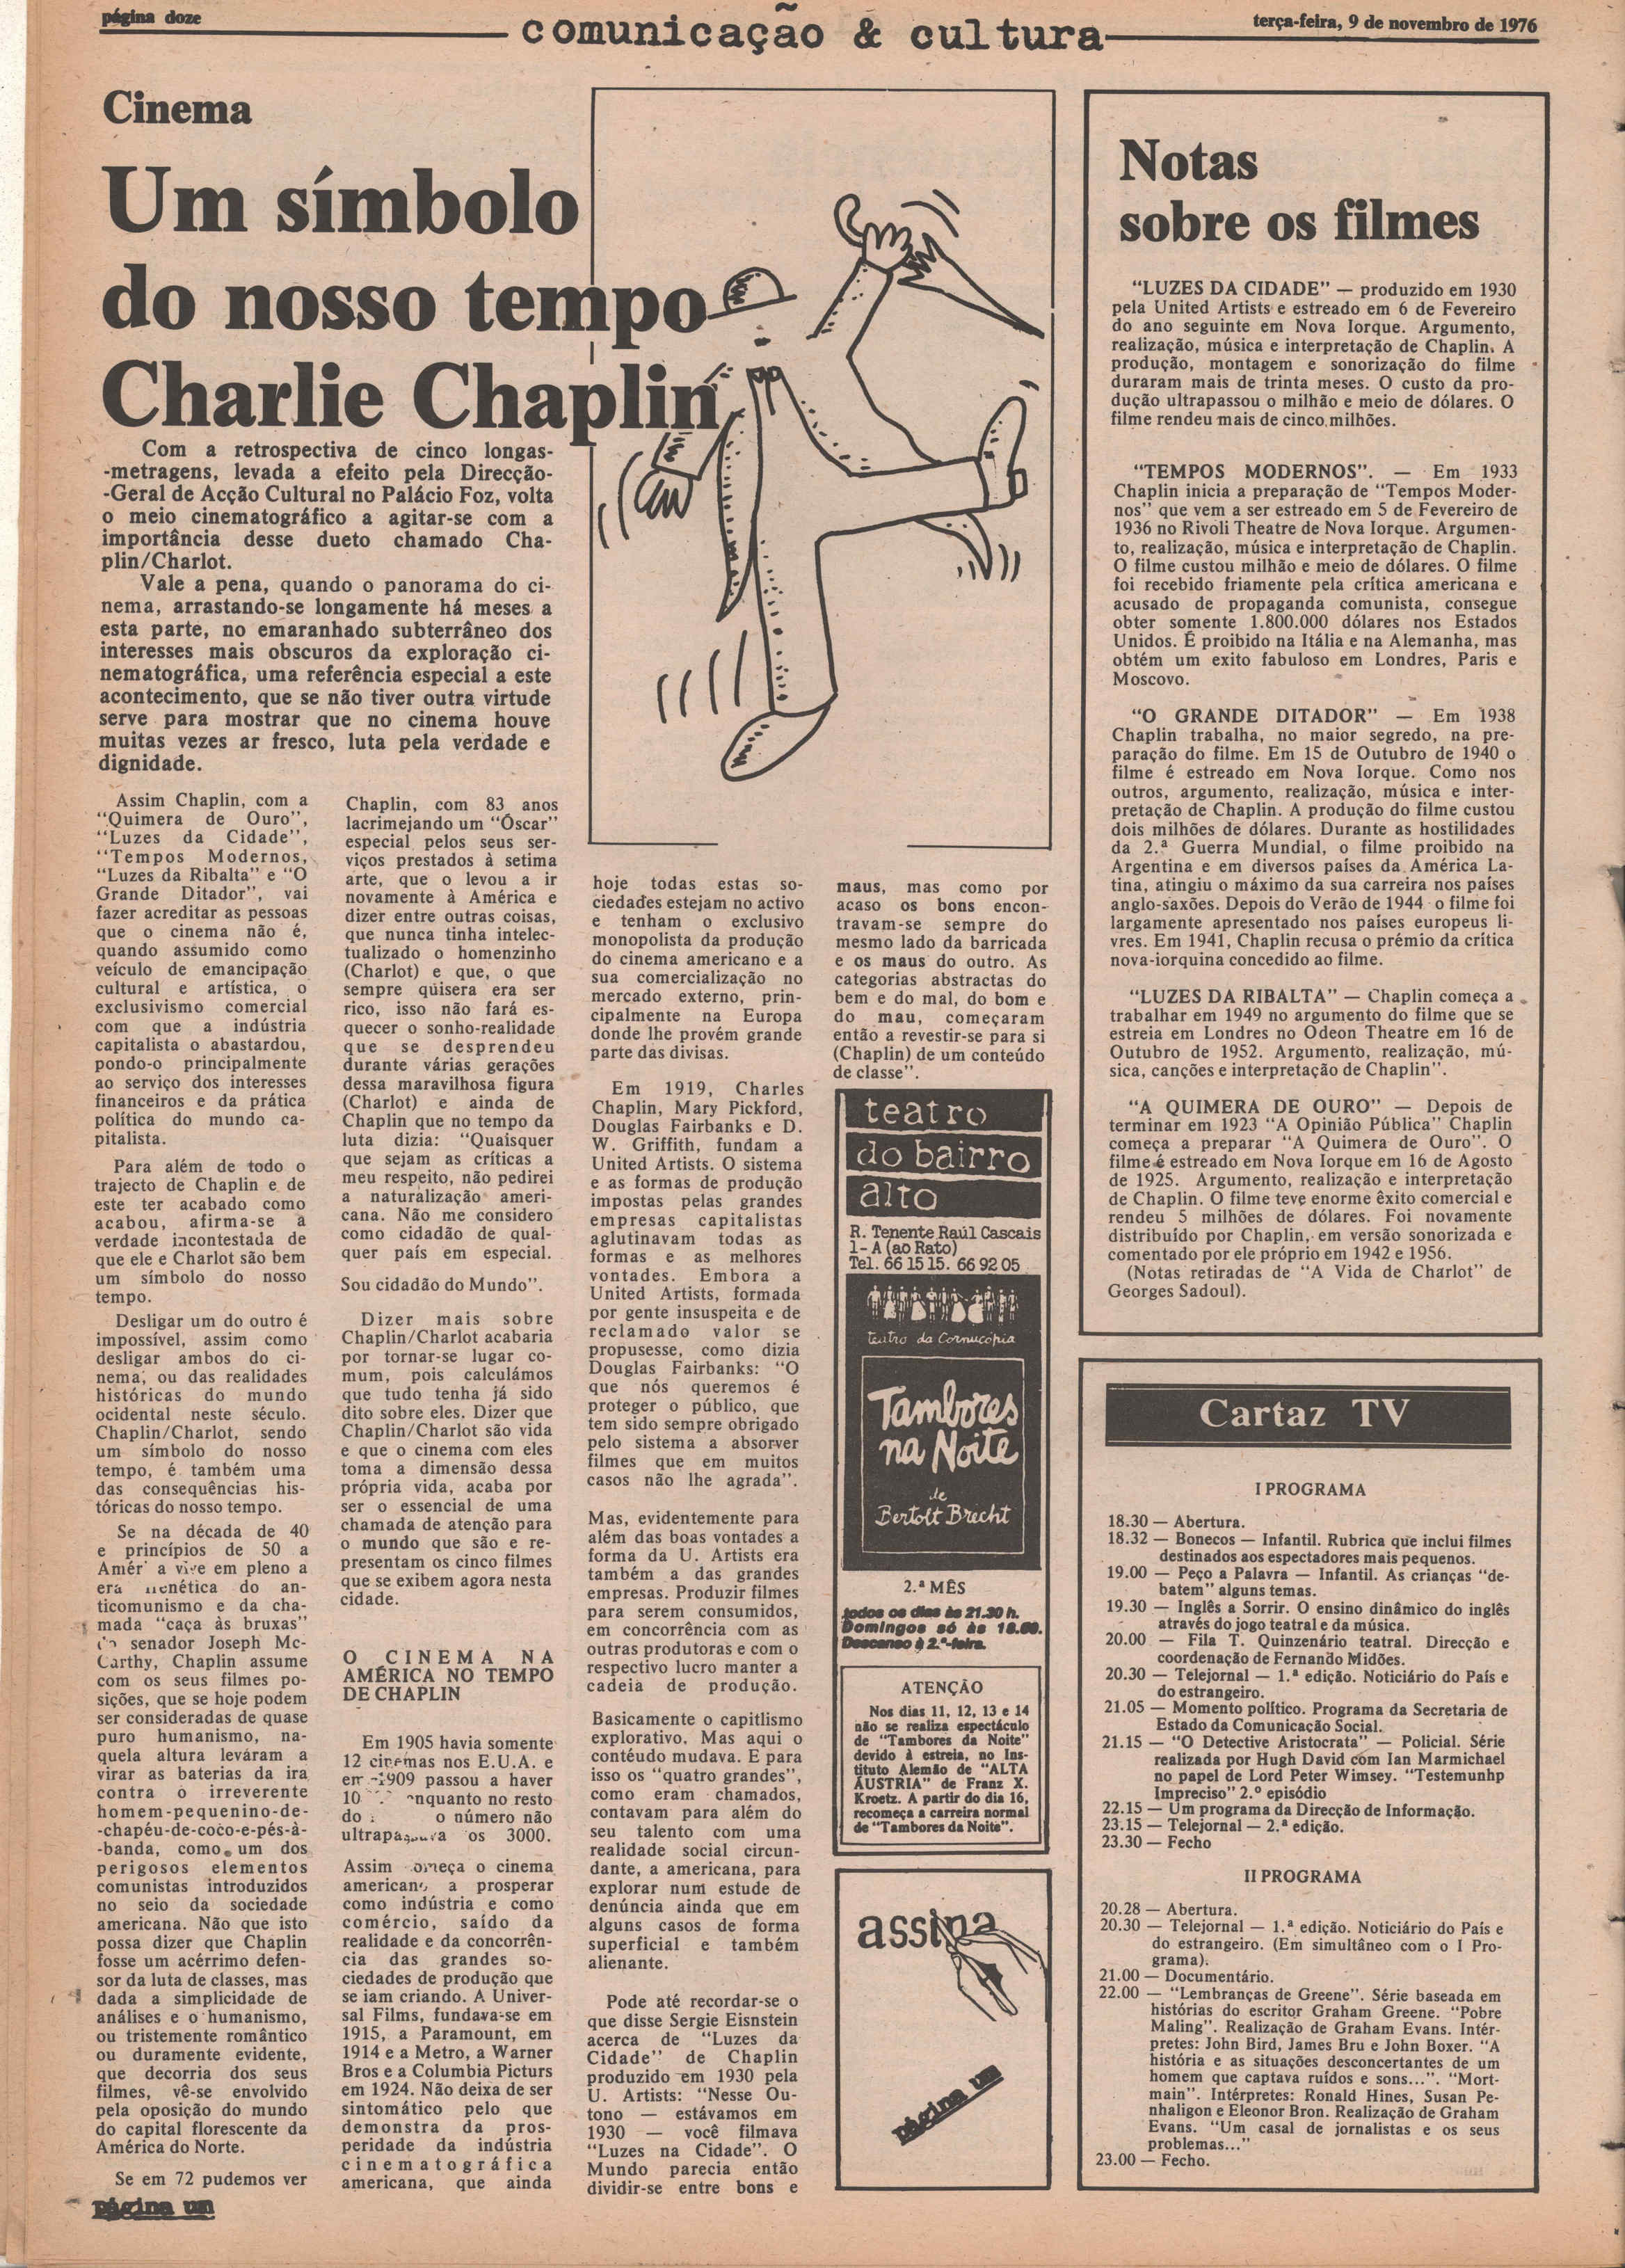 página doze
comunicação & cultura
terça-feira, 9 de novembro de 1976
Cinema
Um símbolo
do nosso tempo
Charlie Chaplin
Com a retrospectiva de cinco longas-
-metragens, levada a efeito pela Direcção-
-Geral de Acção Cultural no Palácio Foz, volta
o meio cinematográfico a agitar-se com a
importância desse dueto chamado Cha-
plin/Charlot.
Vale a pena, quando o panorama do ci-
nema, arrastando-se longamente há meses a
esta parte, no emaranhado subterrâneo dos
interesses mais obscuros da exploração ci-
nematográfica, uma referência especial a este
acontecimento, que se não tiver outra virtude
serve para mostrar que no cinema houve
muitas vezes ar fresco, luta pela verdade e
dignidade.
Assim Chaplin, com a
"Quimera de Ouro",
"Luzes da Cidade",
"Tempos Modernos,
"Luzes da Ribalta" e "O
Grande Ditador", vai
fazer acreditar as pessoas
que o cinema não é,
quando assumido como
veículo de emancipação
cultural e artística, o
exclusivismo comercial
com que a indústria
capitalista o abastardou,
pondo-o principalmente
ao serviço dos interesses
financeiros e da prática
política do mundo ca-
pitalista.
Para além de todo o
trajecto de Chaplin e de
este ter acabado como
acabou, afirma-se a
verdade incontestada de
que ele e Charlot são bem
um símbolo do nosso
tempo.
Desligar um do outro é
impossível, assim como
desligar ambos do ci-
nema, ou das realidades
históricas do mundo
ocidental neste século.
Chaplin/Charlot, sendo
um símbolo do nosso
tempo, é também uma
das consequências his-
tóricas do nosso tempo.
Se na década de 40
e princípios de 50 a
a vive em pleno a
era do an-
ticomunismo e da cha-
mada "caça às bruxas"
senador Joseph Mc-
Carthy, Chaplin assume
com os seus filmes po-
sições, que se hoje podem
ser consideradas de quase
puro humanismo, na-
quela altura levaram a
virar as baterias da ira
contra o irreverente
homem-pequenino-de-
-chapéu-de-coco-e-pés-à-
-banda, como um dos
perigosos elementos
comunistas introduzidos
no seio da sociedade
americana. Não que isto
possa dizer que Chaplin
fosse um acérrimo defen-
sor da luta de classes, mas
dada a simplicidade de
análises e o humanismo,
ou tristemente romântico
ou duramente evidente,
que decorria dos seus
filmes, vê-se envolvido
pela oposição do mundo
do capital florescente da
América do Norte.
Se em 72 pudemos ver
Chaplin, com 83 anos
lacrimejando um "Óscar"
especial pelos seus ser-
viços prestados à setima
arte, que o levou a ir
novamente à América e
dizer entre outras coisas,
que nunca tinha intelec-
tualizado o homenzinho
(Charlot) e que, o que
sempre quisera era ser
rico, isso não fará es-
quecer o sonho-realidade
que se desprendeu
durante várias gerações
dessa maravilhosa figura
(Charlot) e ainda de
Chaplin que no tempo da
luta dizia: "Quaisquer
que sejam as críticas a
meu respeito, não pedirei
a naturalização ameri-
cana. Não me considero
como cidadão de qual-
quer país em especial.
Sou cidadão do Mundo".
Dizer mais sobre
Chaplin/Charlot acabaria
por tornar-se lugar co-
mum, pois calculámos
que tudo tenha já sido
dito sobre eles. Dizer que
Chaplin/Charlot são vida
e que o cinema com eles
toma a dimensão dessa
própria vida, acaba por
ser o essencial de uma
chamada de atenção para
o mundo que são e re-
presentam os cinco filmes
que se exibem agora nesta
cidade.
O CINEMA NA
AMÉRICA NO TEMPO
DE CHAPLIN
Em 1905 havia somente
12 cinemas nos E.U.A. e
em 1909 passou a haver
10 enquanto no resto
do o número não
ultrapassava os 3000.
Assim começa o cinema
americano a prosperar
como indústria e como
comércio, saído da
realidade e da concorrên-
cia das grandes so-
ciedades de produção que
se iam criando. A Univer-
sal Films, fundava-se em
1915, a Paramount, em
1914 e a Metro, a Warner
Bros e a Columbia Picturs
em 1924. Não deixa de ser
sintomático pelo que
demonstra da pros-
peridade da indústria
cinematográfica
americana, que ainda
hoje todas estas so-
ciedades estejam no activo
e tenham o exclusivo
monopolista da produção
do cinema americano e a
sua comercialização no
mercado externo, prin-
cipalmente na Europa
donde lhe provém grande
parte das divisas.
Em 1919, Charles
Chaplin, Mary Pickford,
Douglas Fairbanks e D.
W. Griffith, fundam a
United Artists. O sistema
e as formas de produção
impostas pelas grandes
empresas capitalistas
aglutinavam todas as
formas e as melhores
vontades. Embora a
United Artists, formada
por gente insuspeita e de
reclamado valor se
propusesse, como dizia
Douglas Fairbanks: "O
que nós queremos é
proteger o público, que
tem sido sempre obrigado
pelo sistema a absorver
filmes que em muitos
casos não lhe agrada".
Mas, evidentemente para
além das boas vontades a
forma da U. Artists era
também a das grandes
empresas. Produzir filmes
para serem consumidos,
em concorrência com as
outras produtoras e com o
respectivo lucro manter a
cadeia de produção.
Basicamente o capitlismo
explorativo. Mas aqui o
contéudo mudava. E para
isso os "quatro grandes",
como eram chamados,
contavam para além do
seu talento com uma
realidade social circun-
dante, a americana, para
explorar num estude de
denúncia ainda que em
alguns casos de forma
superficial e também
alienante.
Pode até recordar-se o
que disse Sergie Eisnstein
acerca de "Luzes da
Cidade" de Chaplin
produzido em 1930 pela
U. Artists: "Nesse Ou-
tono — estávamos em
1930 — você filmava
"Luzes na Cidade". O
Mundo parecia então
dividir-se entre bons e
maus, mas como por
acaso os bons encon-
travam-se sempre do
mesmo lado da barricada
e os maus do outro. As
categorias abstractas do
bem e do mal, do bom e
do mau, começaram
então a revestir-se para si
(Chaplin) de um conteúdo
de classe".
teatro
do bairro
alto
R. Tenente Raúl Cascais
1-A (ao Rato)
Tel. 66 15 15. 66 92 05
teatro da Cornucópia
Tambores
na Noite
de
Bertolt Brecht
2.ª MÊS
todos os dias às 21.30 h.
Domingos só às 18.00.
Descanso à 2.ª-feira.
ATENÇÃO
Nos dias 11, 12, 13 e 14
não se realiza espectáculo
de "Tambores da Noite"
devido à estreia, no Ins-
tituto Alemão de "ALTA
ÁUSTRIA" de Franz X.
Kroetz. A partir do dia 16,
recomeça a carreira normal
de "Tambores da Noite".
assina
página um
Notas
sobre os filmes
"LUZES DA CIDADE" — produzido em 1930
pela United Artists e estreado em 6 de Fevereiro
do ano seguinte em Nova Iorque. Argumento,
realização, música e interpretação de Chaplin. A
produção, montagem e sonorização do filme
duraram mais de trinta meses. O custo da pro-
dução ultrapassou o milhão e meio de dólares. O
filme rendeu mais de cinco milhões.
"TEMPOS MODERNOS". — Em 1933
Chaplin inicia a preparação de "Tempos Moder-
nos" que vem a ser estreado em 5 de Fevereiro de
1936 no Rivoli Theatre de Nova Iorque. Argumen-
to, realização, música e interpretação de Chaplin.
O filme custou milhão e meio de dólares. O filme
foi recebido friamente pela crítica americana e
acusado de propaganda comunista, consegue
obter somente 1.800.000 dólares nos Estados
Unidos. É proibido na Itália e na Alemanha, mas
obtém um exito fabuloso em Londres, Paris e
Moscovo.
"O GRANDE DITADOR" — Em 1938
Chaplin trabalha, no maior segredo, na pre-
paração do filme. Em 15 de Outubro de 1940 o
filme é estreado em Nova Iorque. Como nos
outros, argumento, realização, música e inter-
pretação de Chaplin. A produção do filme custou
dois milhões de dólares. Durante as hostilidades
da 2.ª Guerra Mundial, o filme proibido na
Argentina e em diversos países da América La-
tina, atingiu o máximo da sua carreira nos países
anglo-saxões. Depois do Verão de 1944 o filme foi
largamente apresentado nos países europeus li-
vres. Em 1941, Chaplin recusa o prémio da crítica
nova-iorquina concedido ao filme.
"LUZES DA RIBALTA" — Chaplin começa a
trabalhar em 1949 no argumento do filme que se
estreia em Londres no Odeon Theatre em 16 de
Outubro de 1952. Argumento, realização, mú-
sica, canções e interpretação de Chaplin".
"A QUIMERA DE OURO" — Depois de
terminar em 1923 "A Opinião Pública" Chaplin
começa a preparar "A Quimera de Ouro". O
filme é estreado em Nova Iorque em 16 de Agosto
de 1925. Argumento, realização e interpretação
de Chaplin. O filme teve enorme êxito comercial e
rendeu 5 milhões de dólares. Foi novamente
distribuído por Chaplin, em versão sonorizada e
comentado por ele próprio em 1942 e 1956.
(Notas retiradas de "A Vida de Charlot" de
Georges Sadoul).
Cartaz TV
I PROGRAMA
18.30 — Abertura.
18.32 — Bonecos — Infantil. Rubrica que inclui filmes
destinados aos espectadores mais pequenos.
19.00 — Peço a Palavra — Infantil. As crianças "de-
batem" alguns temas.
19.30 — Inglês a Sorrir. O ensino dinâmico do inglês
através do jogo teatral e da música.
20.00 — Fila T. Quinzenário teatral. Direcção e
coordenação de Fernando Midões.
20.30 — Telejornal — 1.ª edição. Noticiário do País e
do estrangeiro.
21.05 — Momento político. Programa da Secretaria de
Estado da Comunicação Social.
21.15 — "O Detective Aristocrata" — Policial. Série
realizada por Hugh David com Ian Marmichael
no papel de Lord Peter Wimsey. "Testemunhp
Impreciso" 2.º episódio
22.15 — Um programa da Direcção de Informação.
23.15 — Telejornal — 2.ª edição.
23.30 — Fecho
II PROGRAMA
20.28 — Abertura.
20.30 — Telejornal — 1.ª edição. Noticiário do País e
do estrangeiro. (Em simultâneo com o I Pro-
grama).
21.00 — Documentário.
22.00 — "Lembranças de Greene". Série baseada em
histórias do escritor Graham Greene. "Pobre
Maling". Realização de Graham Evans. Intér-
pretes: John Bird, James Bru e John Boxer. "A
história e as situações desconcertantes de um
homem que captava ruídos e sons...". "Mort-
main". Intérpretes: Ronald Hines, Susan Pe-
nhaligon e Eleonor Bron. Realização de Graham
Evans. "Um casal de jornalistas e os seus
problemas..."
23.00 — Fecho.
página um